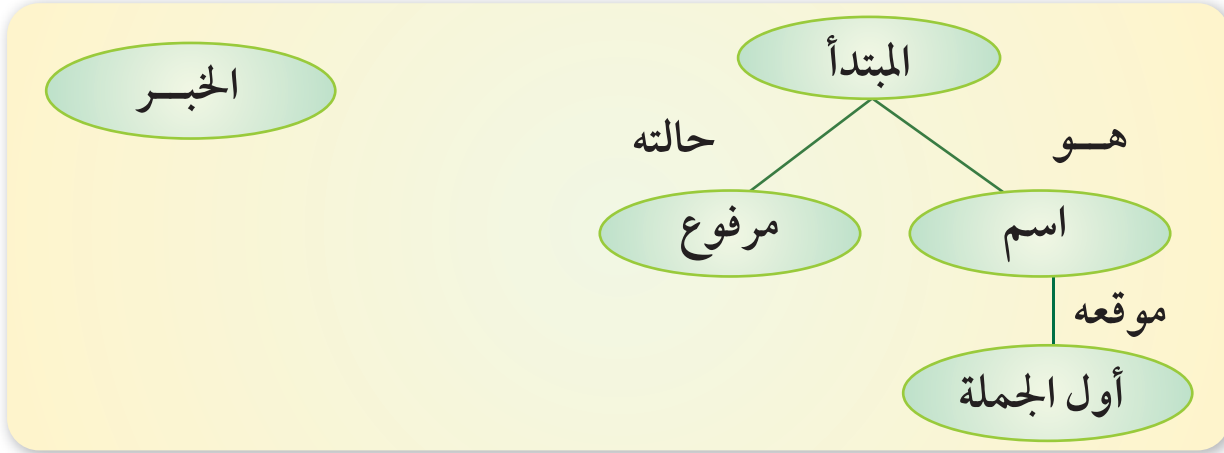 المبتدأ
الخبـــر
هـــو
حالته
اسم
مرفوع
موقعه
أول الجملة